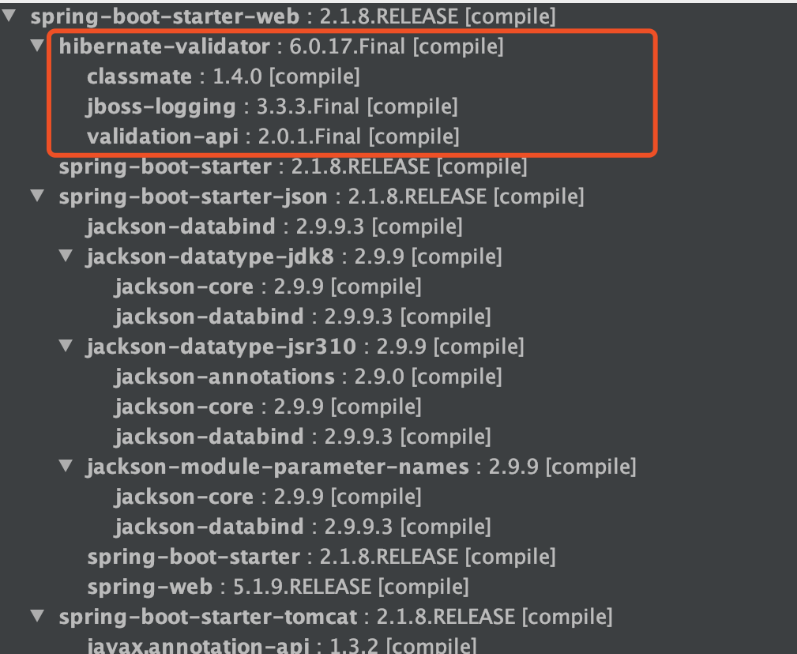 spring-boot-starter-web : 2.1.8.RELEASE [compile]
hibernate-validator : 6.0.17.Final [compile]
classmate : 1.4.0 [compile]
jboss-logging : 3.3.3.Final [compile]
validation-api : 2.0.1.Final [compile]
spring-boot-starter : 2.1.8.RELEASE [compile]
spring-boot-starter-json : 2.1.8.RELEASE [compile]
jackson-databind : 2.9.9.3 [compile]
jackson-datatype-jdk8 : 2.9.9 [compile]
jackson-core : 2.9.9 [compile]
jackson-databind : 2.9.9.3 [compile]
jackson-datatype-jsr310 : 2.9.9 [compile]
jackson-annotations : 2.9.0 [compile]
jackson-core : 2.9.9 [compile]
jackson-databind : 2.9.9.3 [compile]
jackson-module-parameter-names : 2.9.9 [compile]
jackson-core : 2.9.9 [compile]
jackson-databind : 2.9.9.3 [compile]
spring-boot-starter : 2.1.8.RELEASE [compile]
spring-web : 5.1.9.RELEASE [compile]
spring-boot-starter-tomcat : 2.1.8.RELEASE [compile]
javax.annotation-api : 1.3.2 [compile]